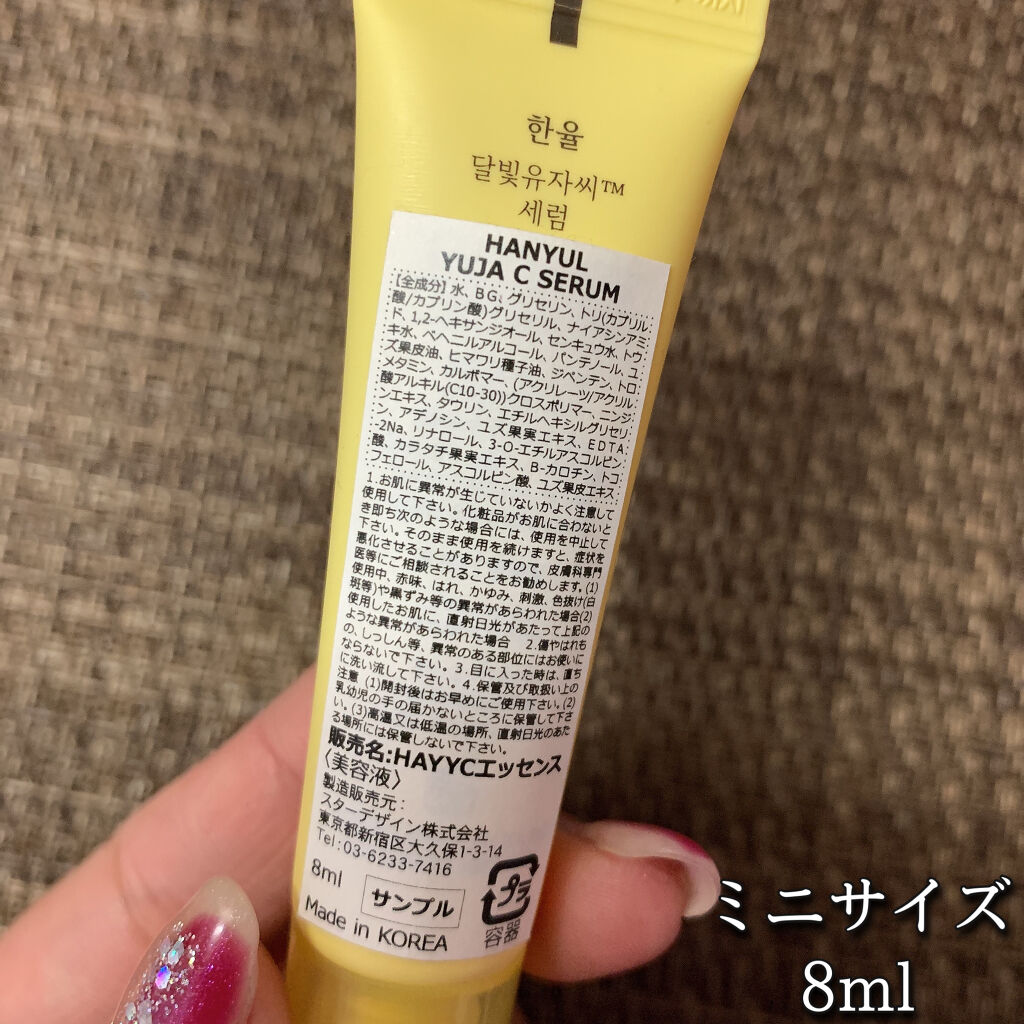 한율
달빛유자씨™
세럼
HANYUL
YUJA C SERUM
[全成分] 水、BG、グリセリン、トリ(カプリル
酸/カプリン酸)グリセリル、ナイアシンアミ
ド、1,2-ヘキサンジオール、センキュウ水、トウ
キ水、ベヘニルアルコール、パンテノール、ユ
ズ果皮油、ヒマワリ種子油、ジペンテン、トロ
メタミン、カルボマー、(アクリレーツ/アクリル
酸アルキル(C10-30))クロスポリマー、ニンジ
ンエキス、タウリン、エチルヘキシルグリセリ
ン、アデノシン、ユズ果実エキス、EDTA
-2Na、リナロール、3-O-エチルアスコルビン
酸、カラタチ果実エキス、B-カロチン、トコ
フェロール、アスコルビン酸、ユズ果皮エキス
1.お肌に異常が生じていないかよく注意して
使用して下さい。化粧品がお肌に合わないと
き即ち次のような場合には、使用を中止して
下さい。そのまま使用を続けますと、症状を
悪化させることがありますので、皮膚科専門
医等にご相談されることをお勧めします。(1)
使用中、赤味、はれ、かゆみ、刺激、色抜け(白
斑等)や黒ずみ等の異常があらわれた場合(2)
使用したお肌に、直射日光があたって上記の
ような異常があらわれた場合 2.傷やはれも
の、しっしん等、異常のある部位にはお使いに
ならないで下さい。3.目に入った時は、直ち
に洗い流して下さい。4.保管及び取扱い上の
注意 (1)開封後はお早めにご使用下さい。(2)
乳幼児の手の届かないところに保管して下さ
い。(3)高温又は低温の場所、直射日光のあた
る場所には保管しないで下さい。
販売名:HAYYCエッセンス
〈美容液〉
製造販売元:
スターデザイン株式会社
東京都新宿区大久保1-3-14
Tel:03-6233-7416
8ml サンプル プラ
Made in KOREA 容器
ミニサイズ
8ml